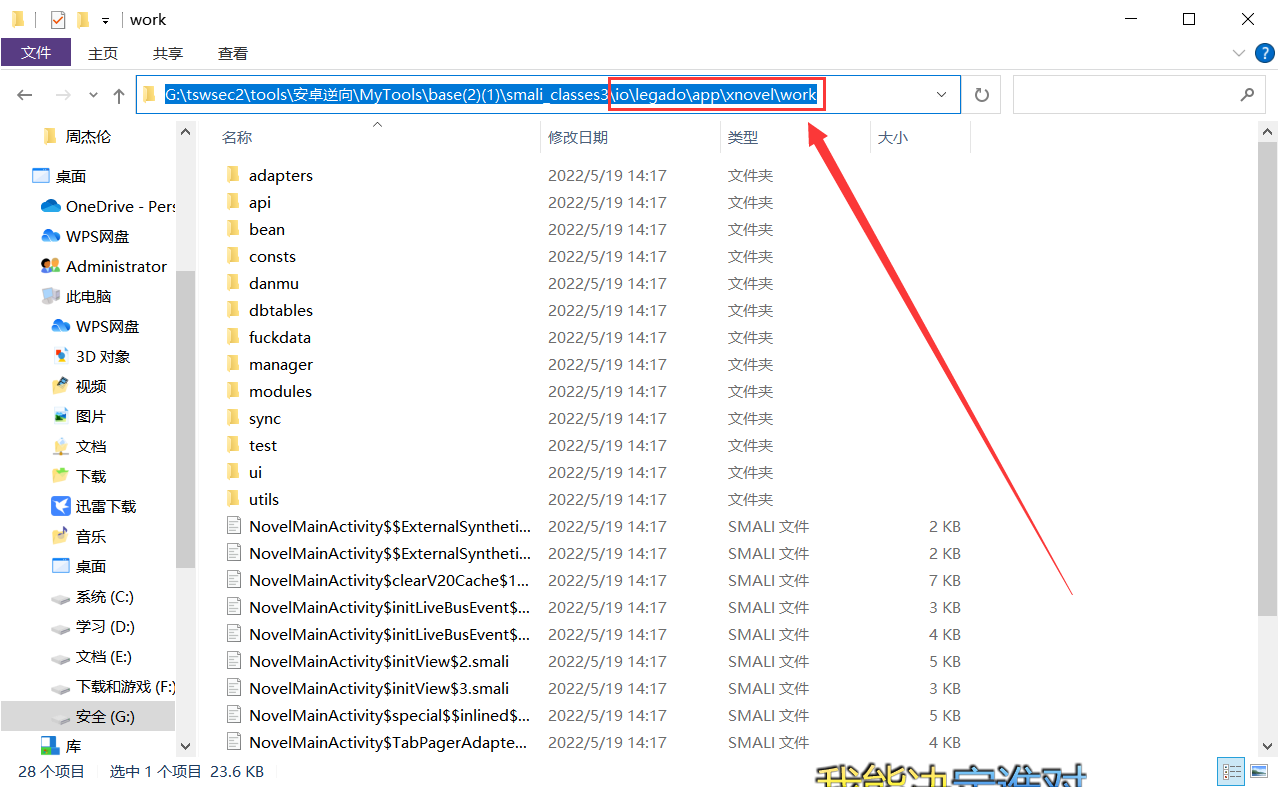 work
文件 主页 共享 查看
G:\tswsec2\tools\安卓逆向\MyTools\base(2)(1)\smali_classes3\io\legado\app\xnovel\work
周杰伦
桌面
OneDrive - Pers
WPS网盘
Administrator
此电脑
WPS网盘
3D 对象
视频
图片
文档
下载
迅雷下载
音乐
桌面
系统 (C:)
学习 (D:)
文档 (E:)
下载和游戏 (F:)
安全 (G:)
库
名称 修改日期 类型 大小
adapters 2022/5/19 14:17 文件夹
api 2022/5/19 14:17 文件夹
bean 2022/5/19 14:17 文件夹
consts 2022/5/19 14:17 文件夹
danmu 2022/5/19 14:17 文件夹
dbtables 2022/5/19 14:17 文件夹
fuckdata 2022/5/19 14:17 文件夹
manager 2022/5/19 14:17 文件夹
modules 2022/5/19 14:17 文件夹
sync 2022/5/19 14:17 文件夹
test 2022/5/19 14:17 文件夹
ui 2022/5/19 14:17 文件夹
utils 2022/5/19 14:17 文件夹
NovelMainActivity$$ExternalSyntheti... 2022/5/19 14:17 SMALI 文件 2 KB
NovelMainActivity$$ExternalSyntheti... 2022/5/19 14:17 SMALI 文件 2 KB
NovelMainActivity$clearV20Cache$1... 2022/5/19 14:17 SMALI 文件 7 KB
NovelMainActivity$initLiveBusEvent$... 2022/5/19 14:17 SMALI 文件 3 KB
NovelMainActivity$initLiveBusEvent$... 2022/5/19 14:17 SMALI 文件 4 KB
NovelMainActivity$initView$2.smali 2022/5/19 14:17 SMALI 文件 5 KB
NovelMainActivity$initView$3.smali 2022/5/19 14:17 SMALI 文件 3 KB
NovelMainActivity$special$$inlined$... 2022/5/19 14:17 SMALI 文件 5 KB
NovelMainActivity$TabPagerAdapte... 2022/5/19 14:17 SMALI 文件 4 KB
28 个项目 选中 1 个项目 23.6 KB
我能决定谁对